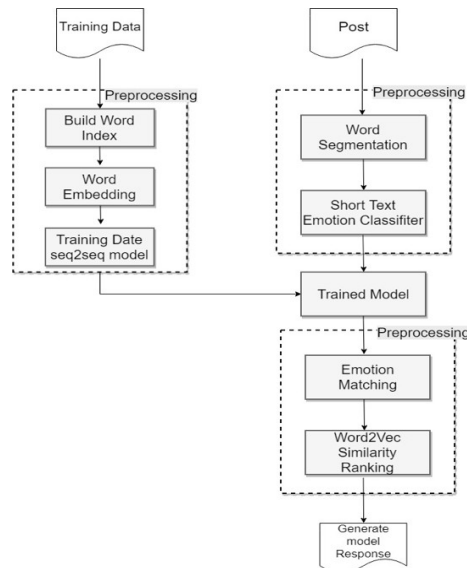 Training Data
Preprocessing
Build Word
Index
Word
Embedding
Training Date
seq2seq model
Post
Preprocessing
Word
Segmentation
Short Text
Emotion Classifiter
Trained Model
Preprocessing
Emotion
Matching
Word2Vec
Similarity
Ranking
Generate
model
Response